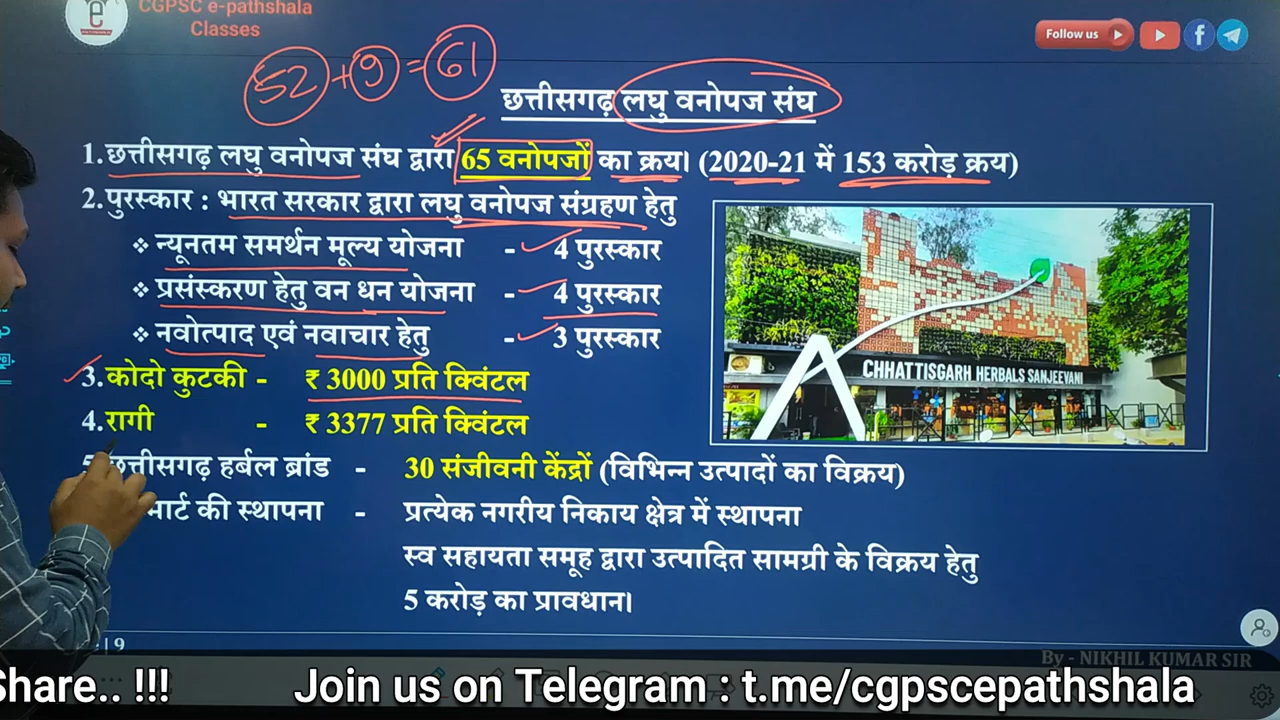 CGPSC e-pathshala
Classes
Follow us
52 + 9 = 61
छत्तीसगढ़ लघु वनोपज संघ
1.छत्तीसगढ़ लघु वनोपज संघ द्वारा 65 वनोपजों का क्रय। (2020-21 में 153 करोड़ क्रय)
2.पुरस्कार : भारत सरकार द्वारा लघु वनोपज संग्रहण हेतु
❖ न्यूनतम समर्थन मूल्य योजना - 4 पुरस्कार
❖ प्रसंस्करण हेतु वन धन योजना - 4 पुरस्कार
❖ नवोत्पाद एवं नवाचार हेतु - 3 पुरस्कार
CHHATTISGARH HERBALS SANJEEVANI
3.कोदो कुटकी - ₹ 3000 प्रति क्विंटल
4.रागी - ₹ 3377 प्रति क्विंटल
छत्तीसगढ़ हर्बल ब्रांड - 30 संजीवनी केंद्रों (विभिन्न उत्पादों का विक्रय)
मार्ट की स्थापना - प्रत्येक नगरीय निकाय क्षेत्र में स्थापना
स्व सहायता समूह द्वारा उत्पादित सामग्री के विक्रय हेतु
5 करोड़ का प्रावधान।
| 9
By - NIKHIL KUMAR SIR
Share.. !!! Join us on Telegram : t.me/cgpscepathshala